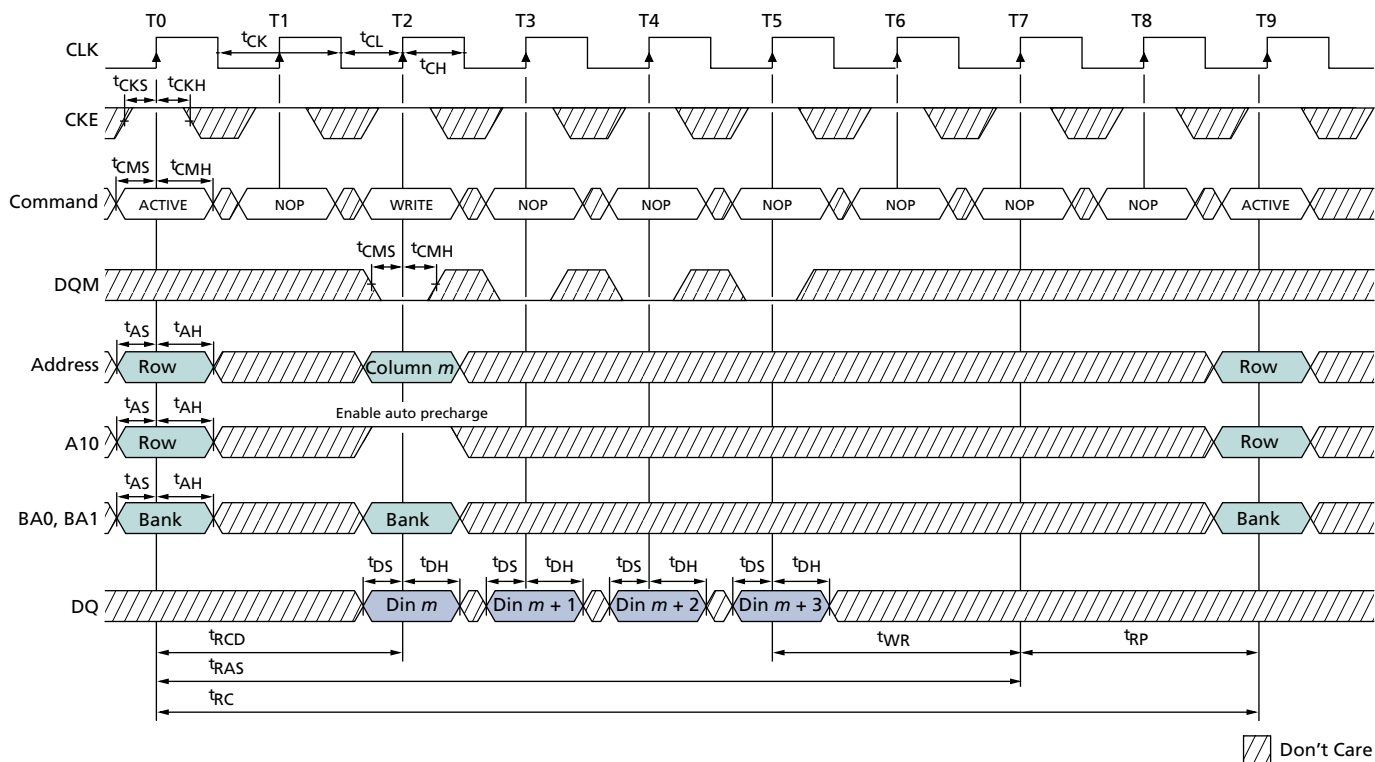 T0 T1 T2 T3 T4 T5 T6 T7 T8 T9
CLK tCK tCL tCH
tCKS tCKH
CKE
tCMS tCMH
Command ACTIVE NOP WRITE NOP NOP NOP NOP NOP NOP ACTIVE
tCMS tCMH
DQM
tAS tAH
Address Row Column m Row
tAS tAH Enable auto precharge
A10 Row Row
tAS tAH
BA0, BA1 Bank Bank Bank
tDS tDH tDS tDH tDS tDH tDS tDH
DQ Din m Din m + 1 Din m + 2 Din m + 3
tRCD tWR tRP
tRAS
tRC
Don't Care